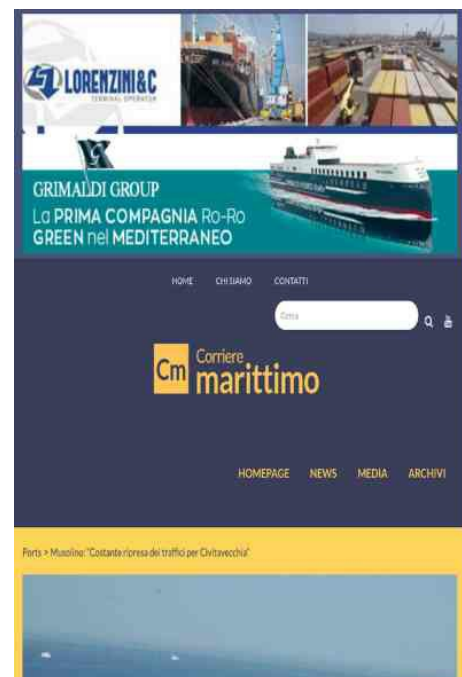 LORENZINI & C
TERMINAL OPERATOR
GRIMALDI GROUP
La PRIMA COMPAGNIA Ro-Ro
GREEN nel MEDITERRANEO
HOME CHI SIAMO CONTATTI
Cerca
Cm Corriere
marittimo
HOMEPAGE NEWS MEDIA ARCHIVI
Ports > Musolino: "Costante ripresa dei traffici per Civitavecchia"